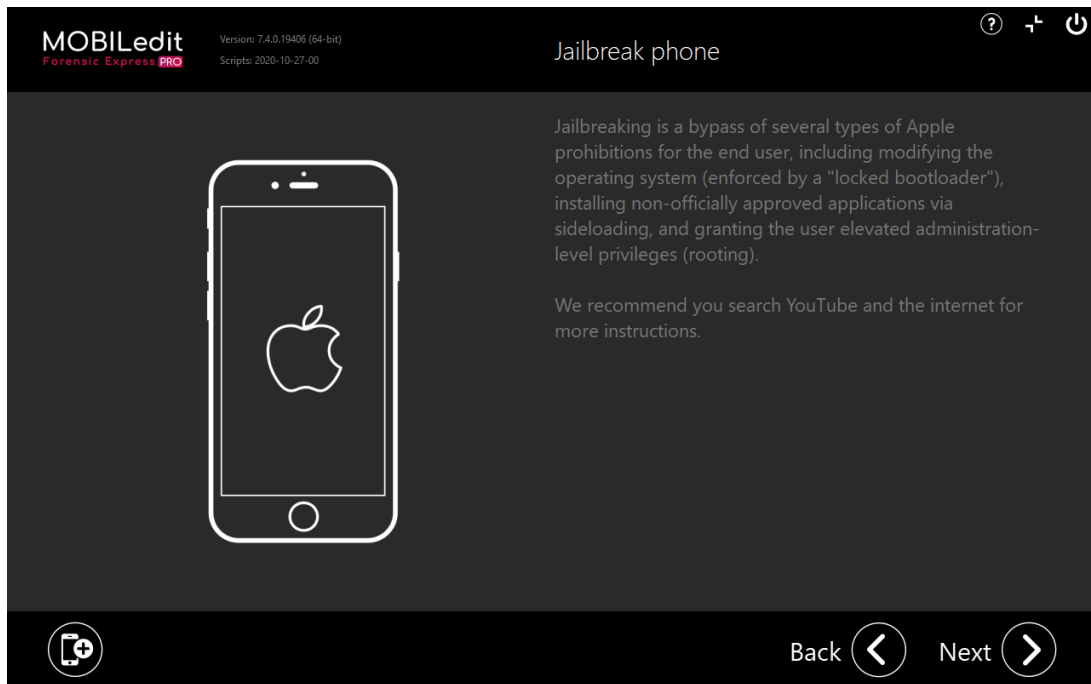 MOBILedit
Forensic Express PRO
Version: 7.4.0.19406 (64-bit)
Scripts: 2020-10-27-00
Jailbreak phone
?
Jailbreaking is a bypass of several types of Apple
prohibitions for the end user, including modifying the
operating system (enforced by a "locked bootloader"),
installing non-officially approved applications via
sideloading, and granting the user elevated administration-
level privileges (rooting).
We recommend you search YouTube and the internet for
more instructions.
Back
Next